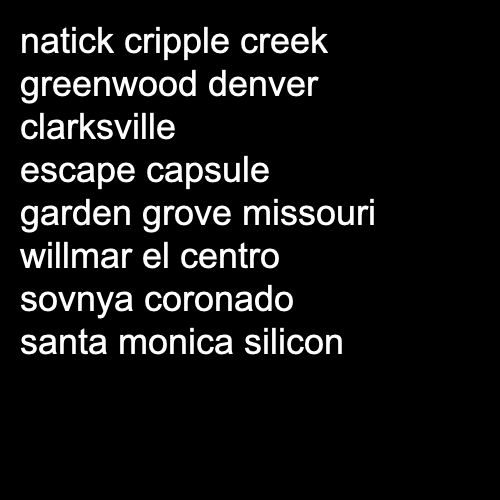 natick cripple creek
greenwood denver
clarksville
escape capsule
garden grove missouri
willmar el centro
sovnya coronado
santa monica silicon